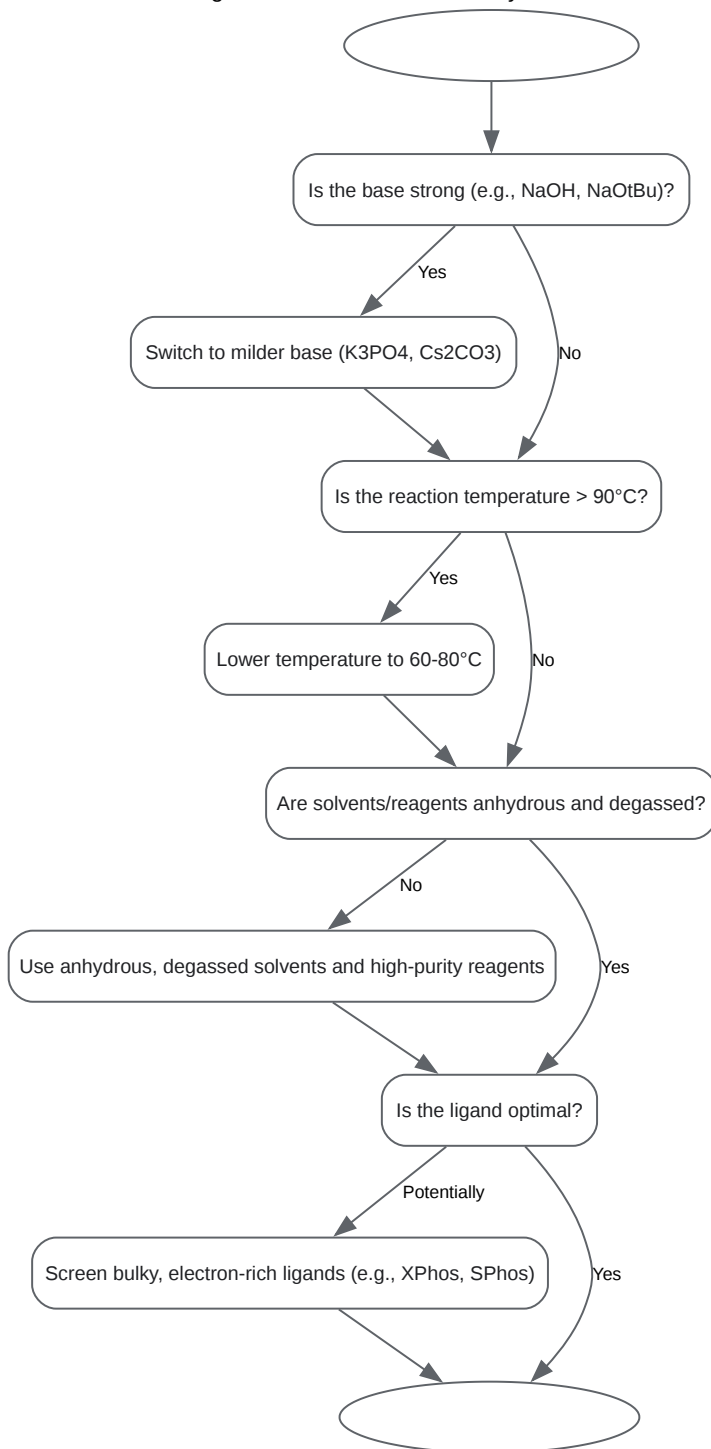 Is the base strong (e.g., NaOH, NaOtBu)?
Yes
Switch to milder base (K3PO4, Cs2CO3)
No
Is the reaction temperature > 90°C?
Yes
Lower temperature to 60-80°C
No
Are solvents/reagents anhydrous and degassed?
No
Use anhydrous, degassed solvents and high-purity reagents
Yes
Is the ligand optimal?
Potentially
Screen bulky, electron-rich ligands (e.g., XPhos, SPhos)
Yes